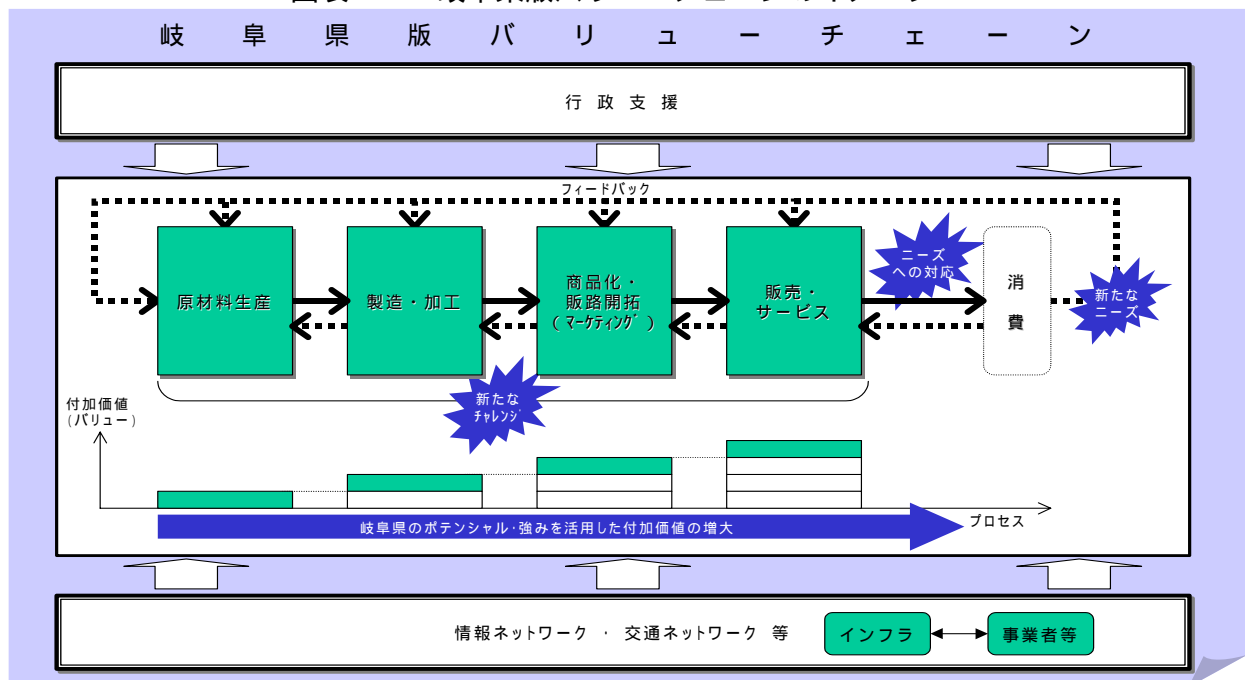 岐阜県版バリューチェーン
行政支援
フィードバック
原材料生産
製造・加工
商品化・
販路開拓
(マーケティング)
販売・
サービス
ニーズ
への対応
消
費
新たな
ニーズ
新たな
チャレンジ
付加価値
(バリュー)
岐阜県のポテンシャル・強みを活用した付加価値の増大
プロセス
情報ネットワーク ・ 交通ネットワーク 等
インフラ
事業者等